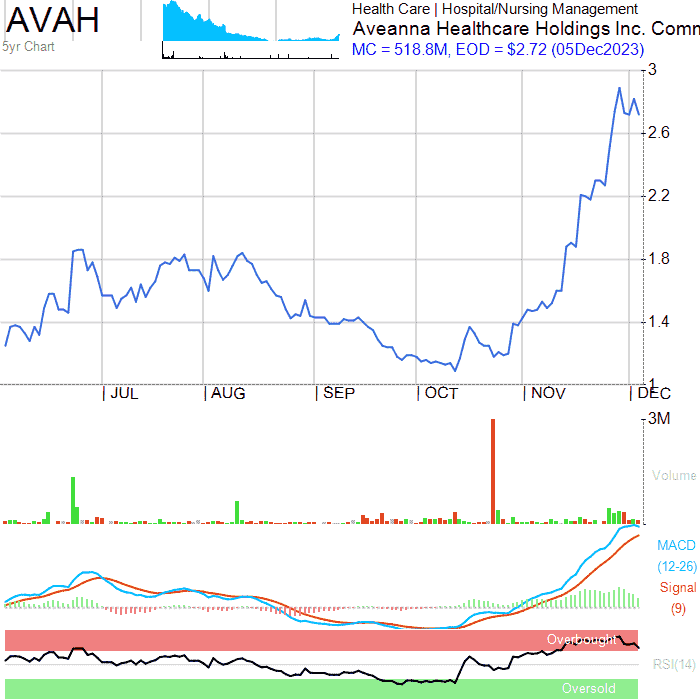 AVAH
5yr Chart
Health Care | Hospital/Nursing Management
Aveanna Healthcare Holdings Inc. Comm
MC = 518.8M, EOD = $2.72 (05Dec2023)
3
2.6
2.2
1.8
1.4
1
| JUL | AUG | SEP | OCT | NOV | DEC
3M
Volume
MACD
(12-26)
Signal
(9)
Overbought
RSI(14)
Oversold